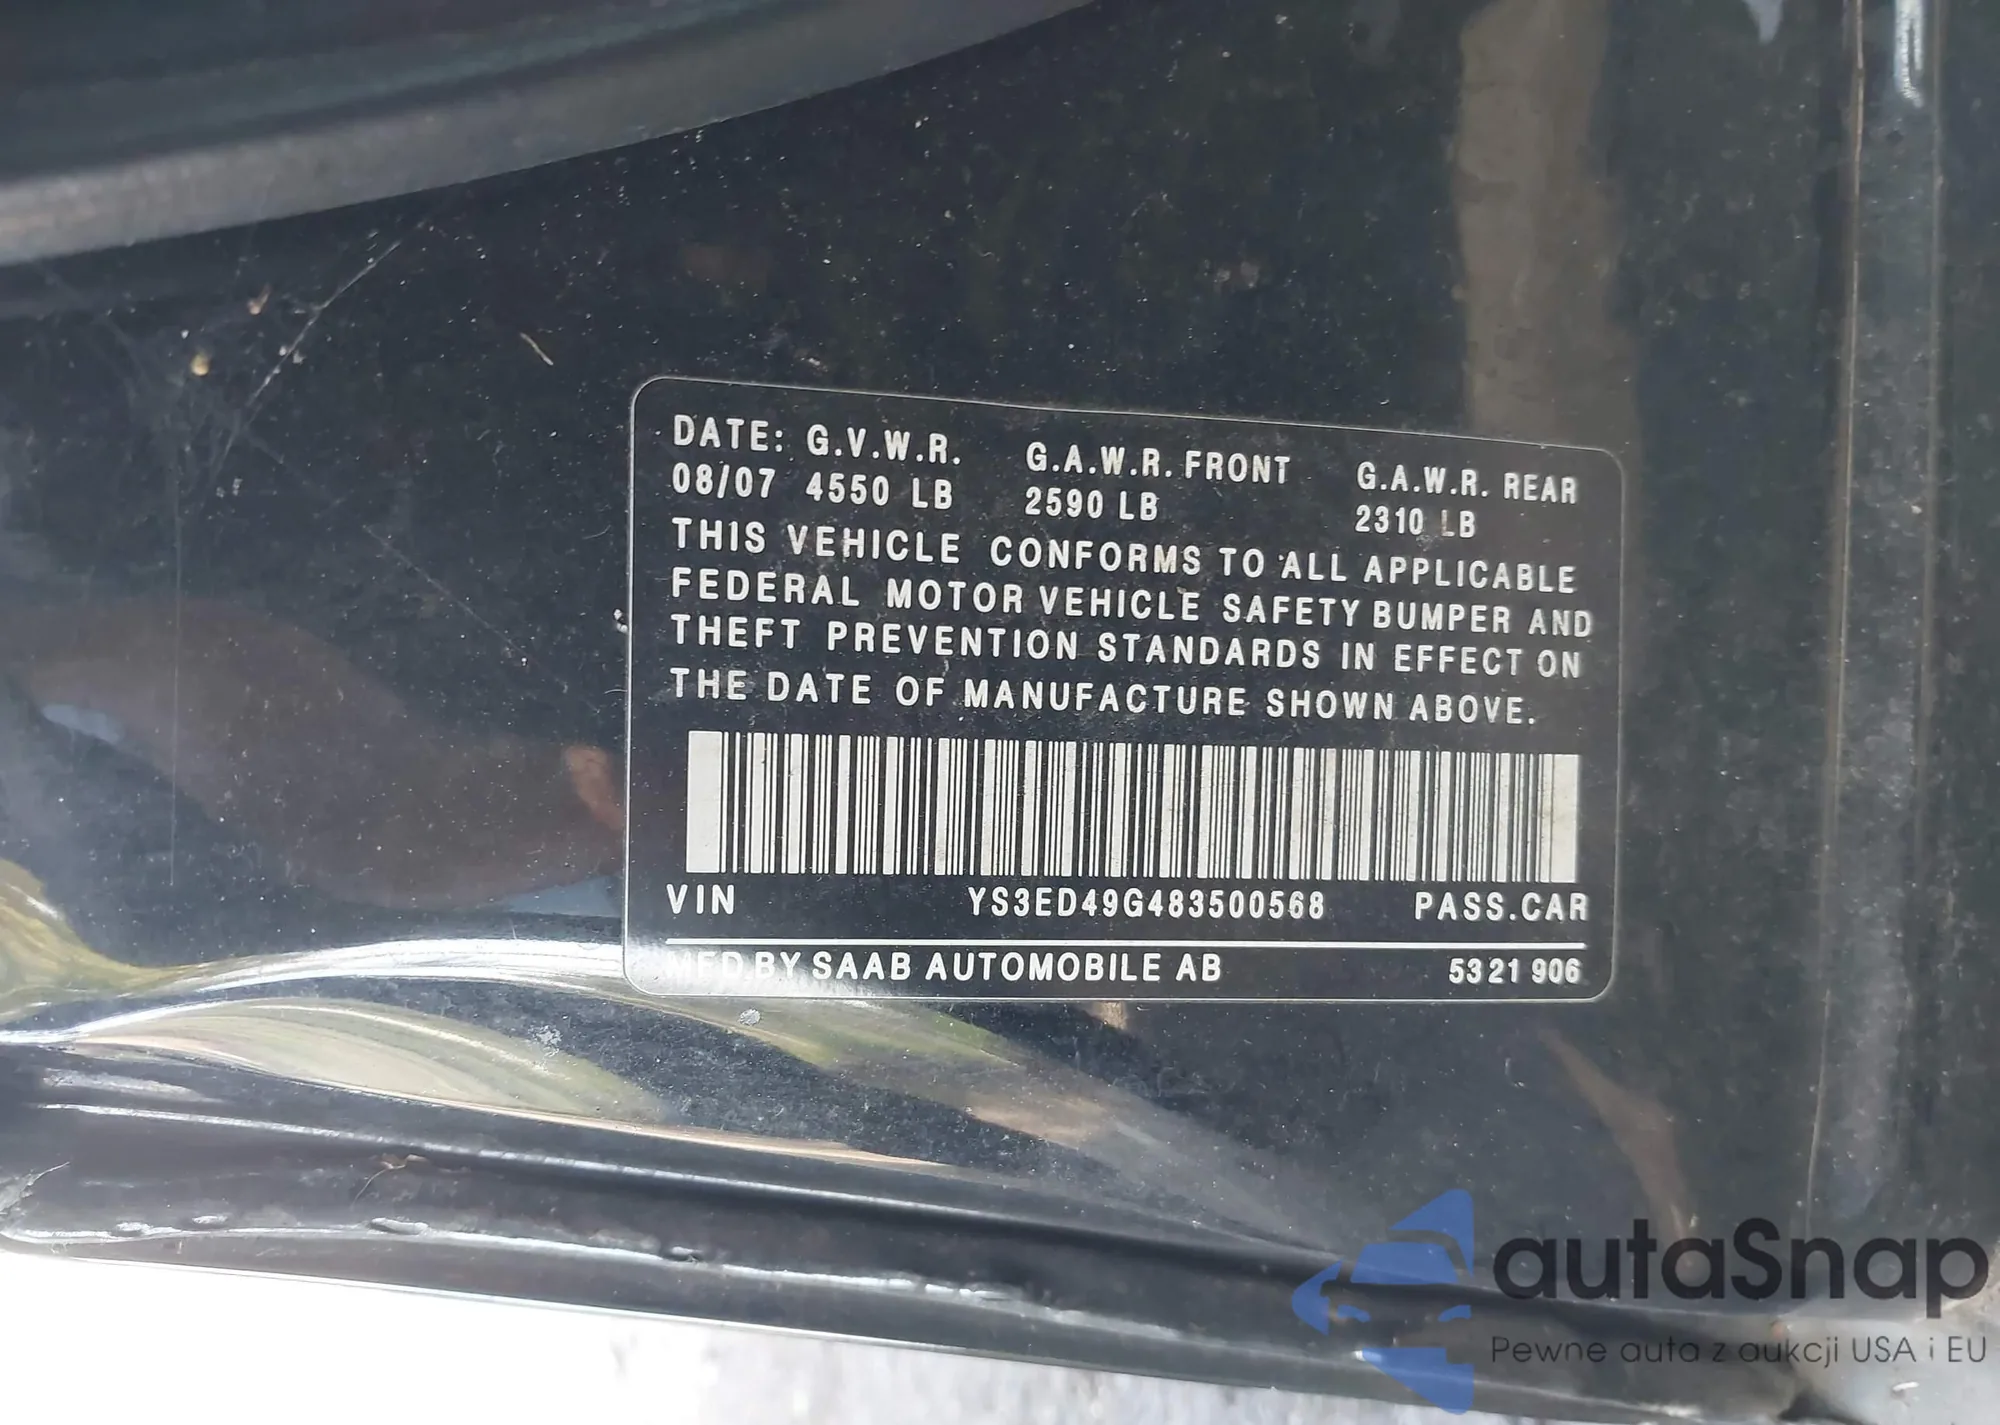 DATE: G.V.W.R. G.A.W.R. FRONT G.A.W.R. REAR
08/07 4550 LB 2590 LB 2310 LB
THIS VEHICLE CONFORMS TO ALL APPLICABLE
FEDERAL MOTOR VEHICLE SAFETY BUMPER AND
THEFT PREVENTION STANDARDS IN EFFECT ON
THE DATE OF MANUFACTURE SHOWN ABOVE.
VIN YS3ED49G483500568 PASS.CAR
MFD.BY SAAB AUTOMOBILE AB 53 21 906
autaSnap
Pewne auta z aukcji USA i EU